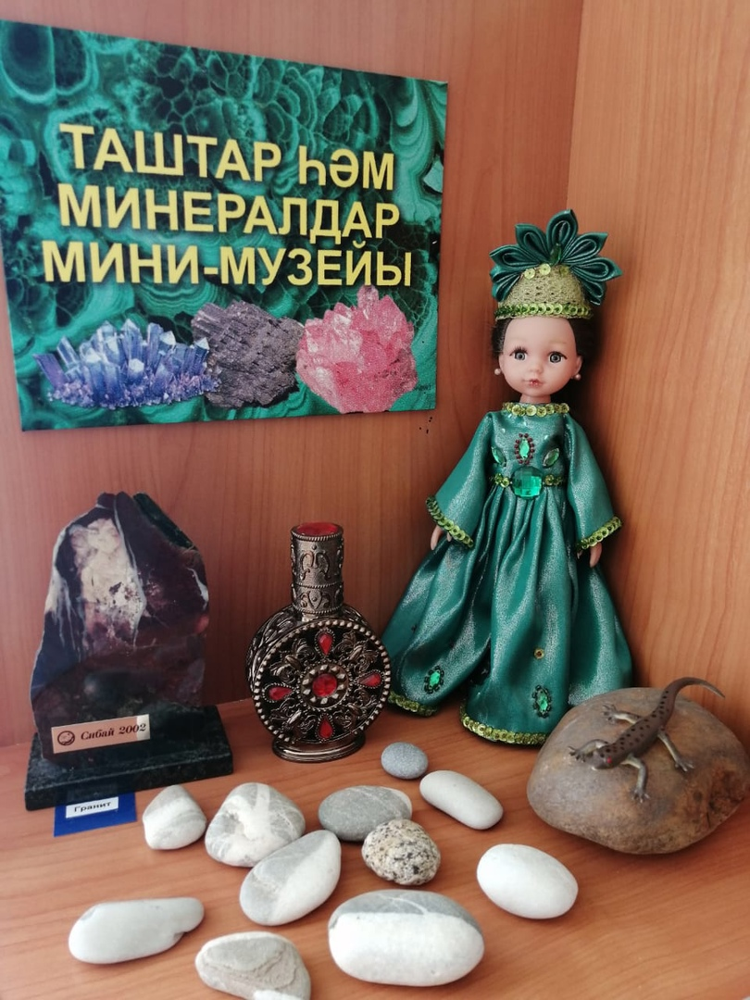 ТАШТАР ҺӘМ
МИНЕРАЛДАР
МИНИ-МУЗЕЙЫ
Сибай 2002
Гранит